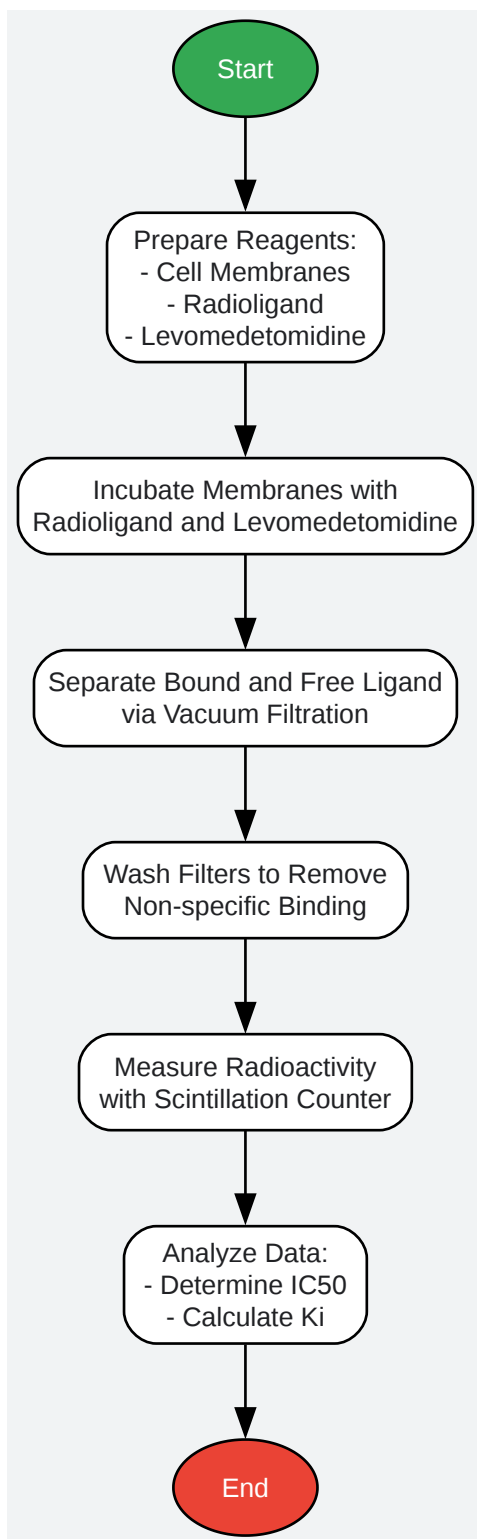 Start
Prepare Reagents:
- Cell Membranes
- Radioligand
- Levomedetomidine
Incubate Membranes with
Radioligand and Levomedetomidine
Separate Bound and Free Ligand
via Vacuum Filtration
Wash Filters to Remove
Non-specific Binding
Measure Radioactivity
with Scintillation Counter
Analyze Data:
- Determine IC50
- Calculate Ki
End